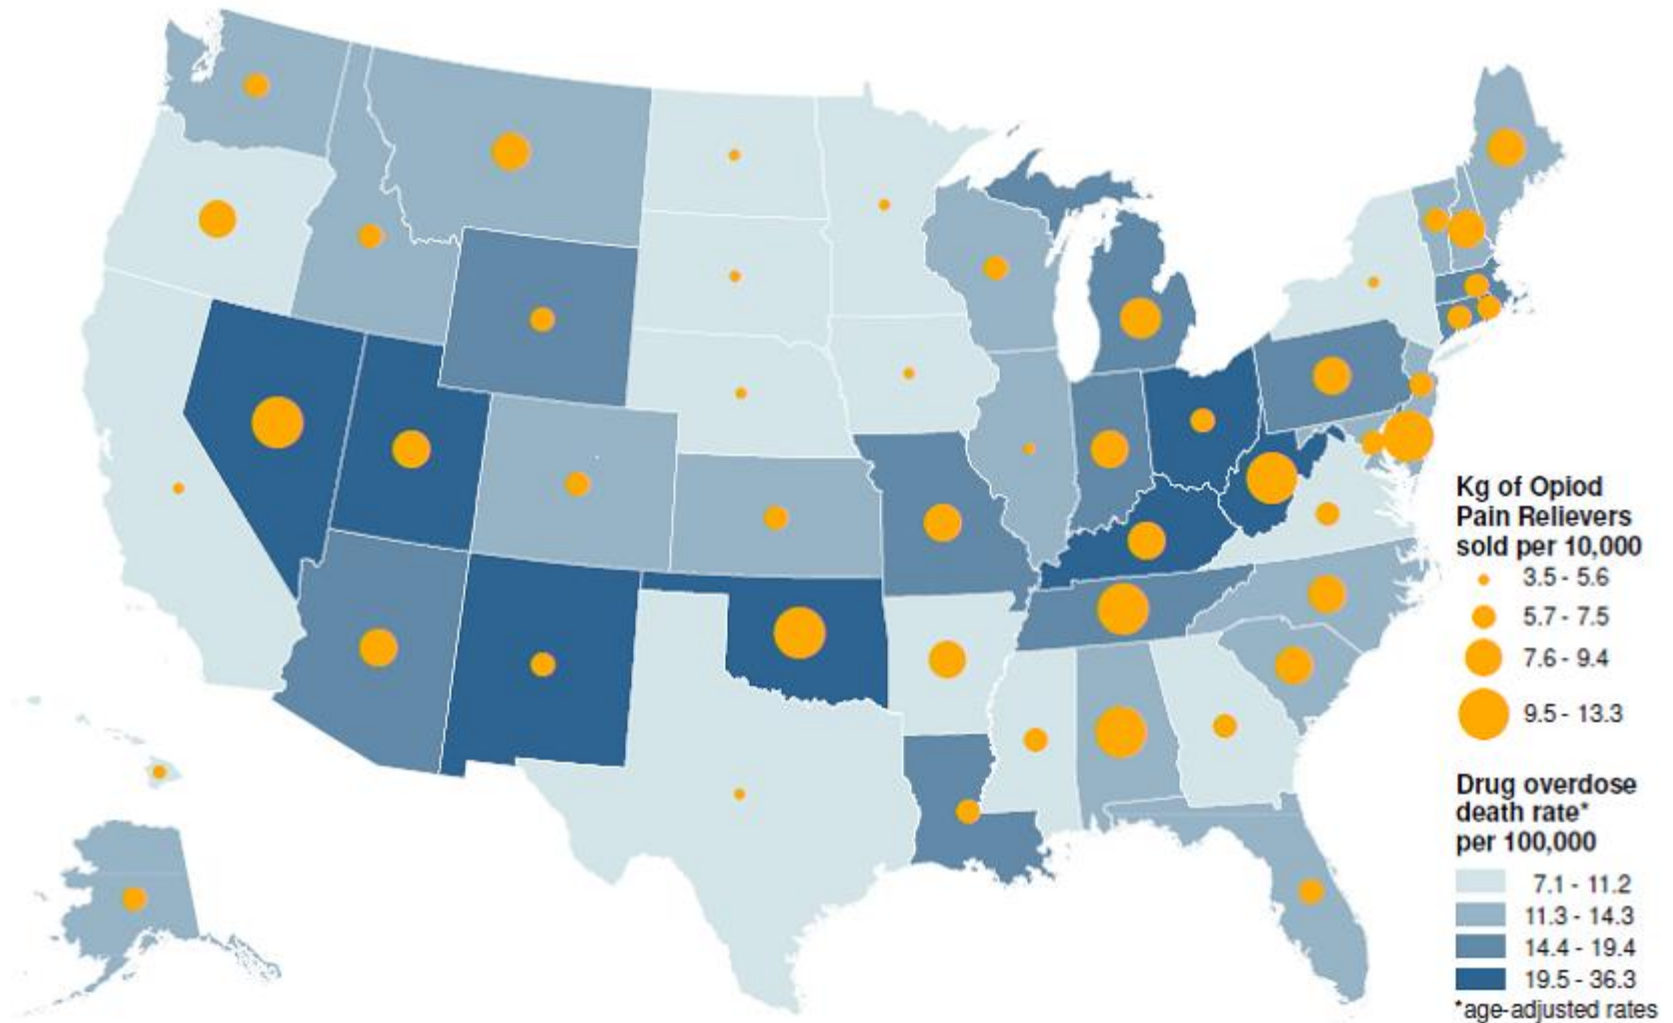 Kg of Opiod
Pain Relievers
sold per 10,000
3.5 - 5.6
5.7 - 7.5
7.6 - 9.4
9.5 - 13.3
Drug overdose
death rate*
per 100,000
7.1 - 11.2
11.3 - 14.3
14.4 - 19.4
19.5 - 36.3
*age-adjusted rates